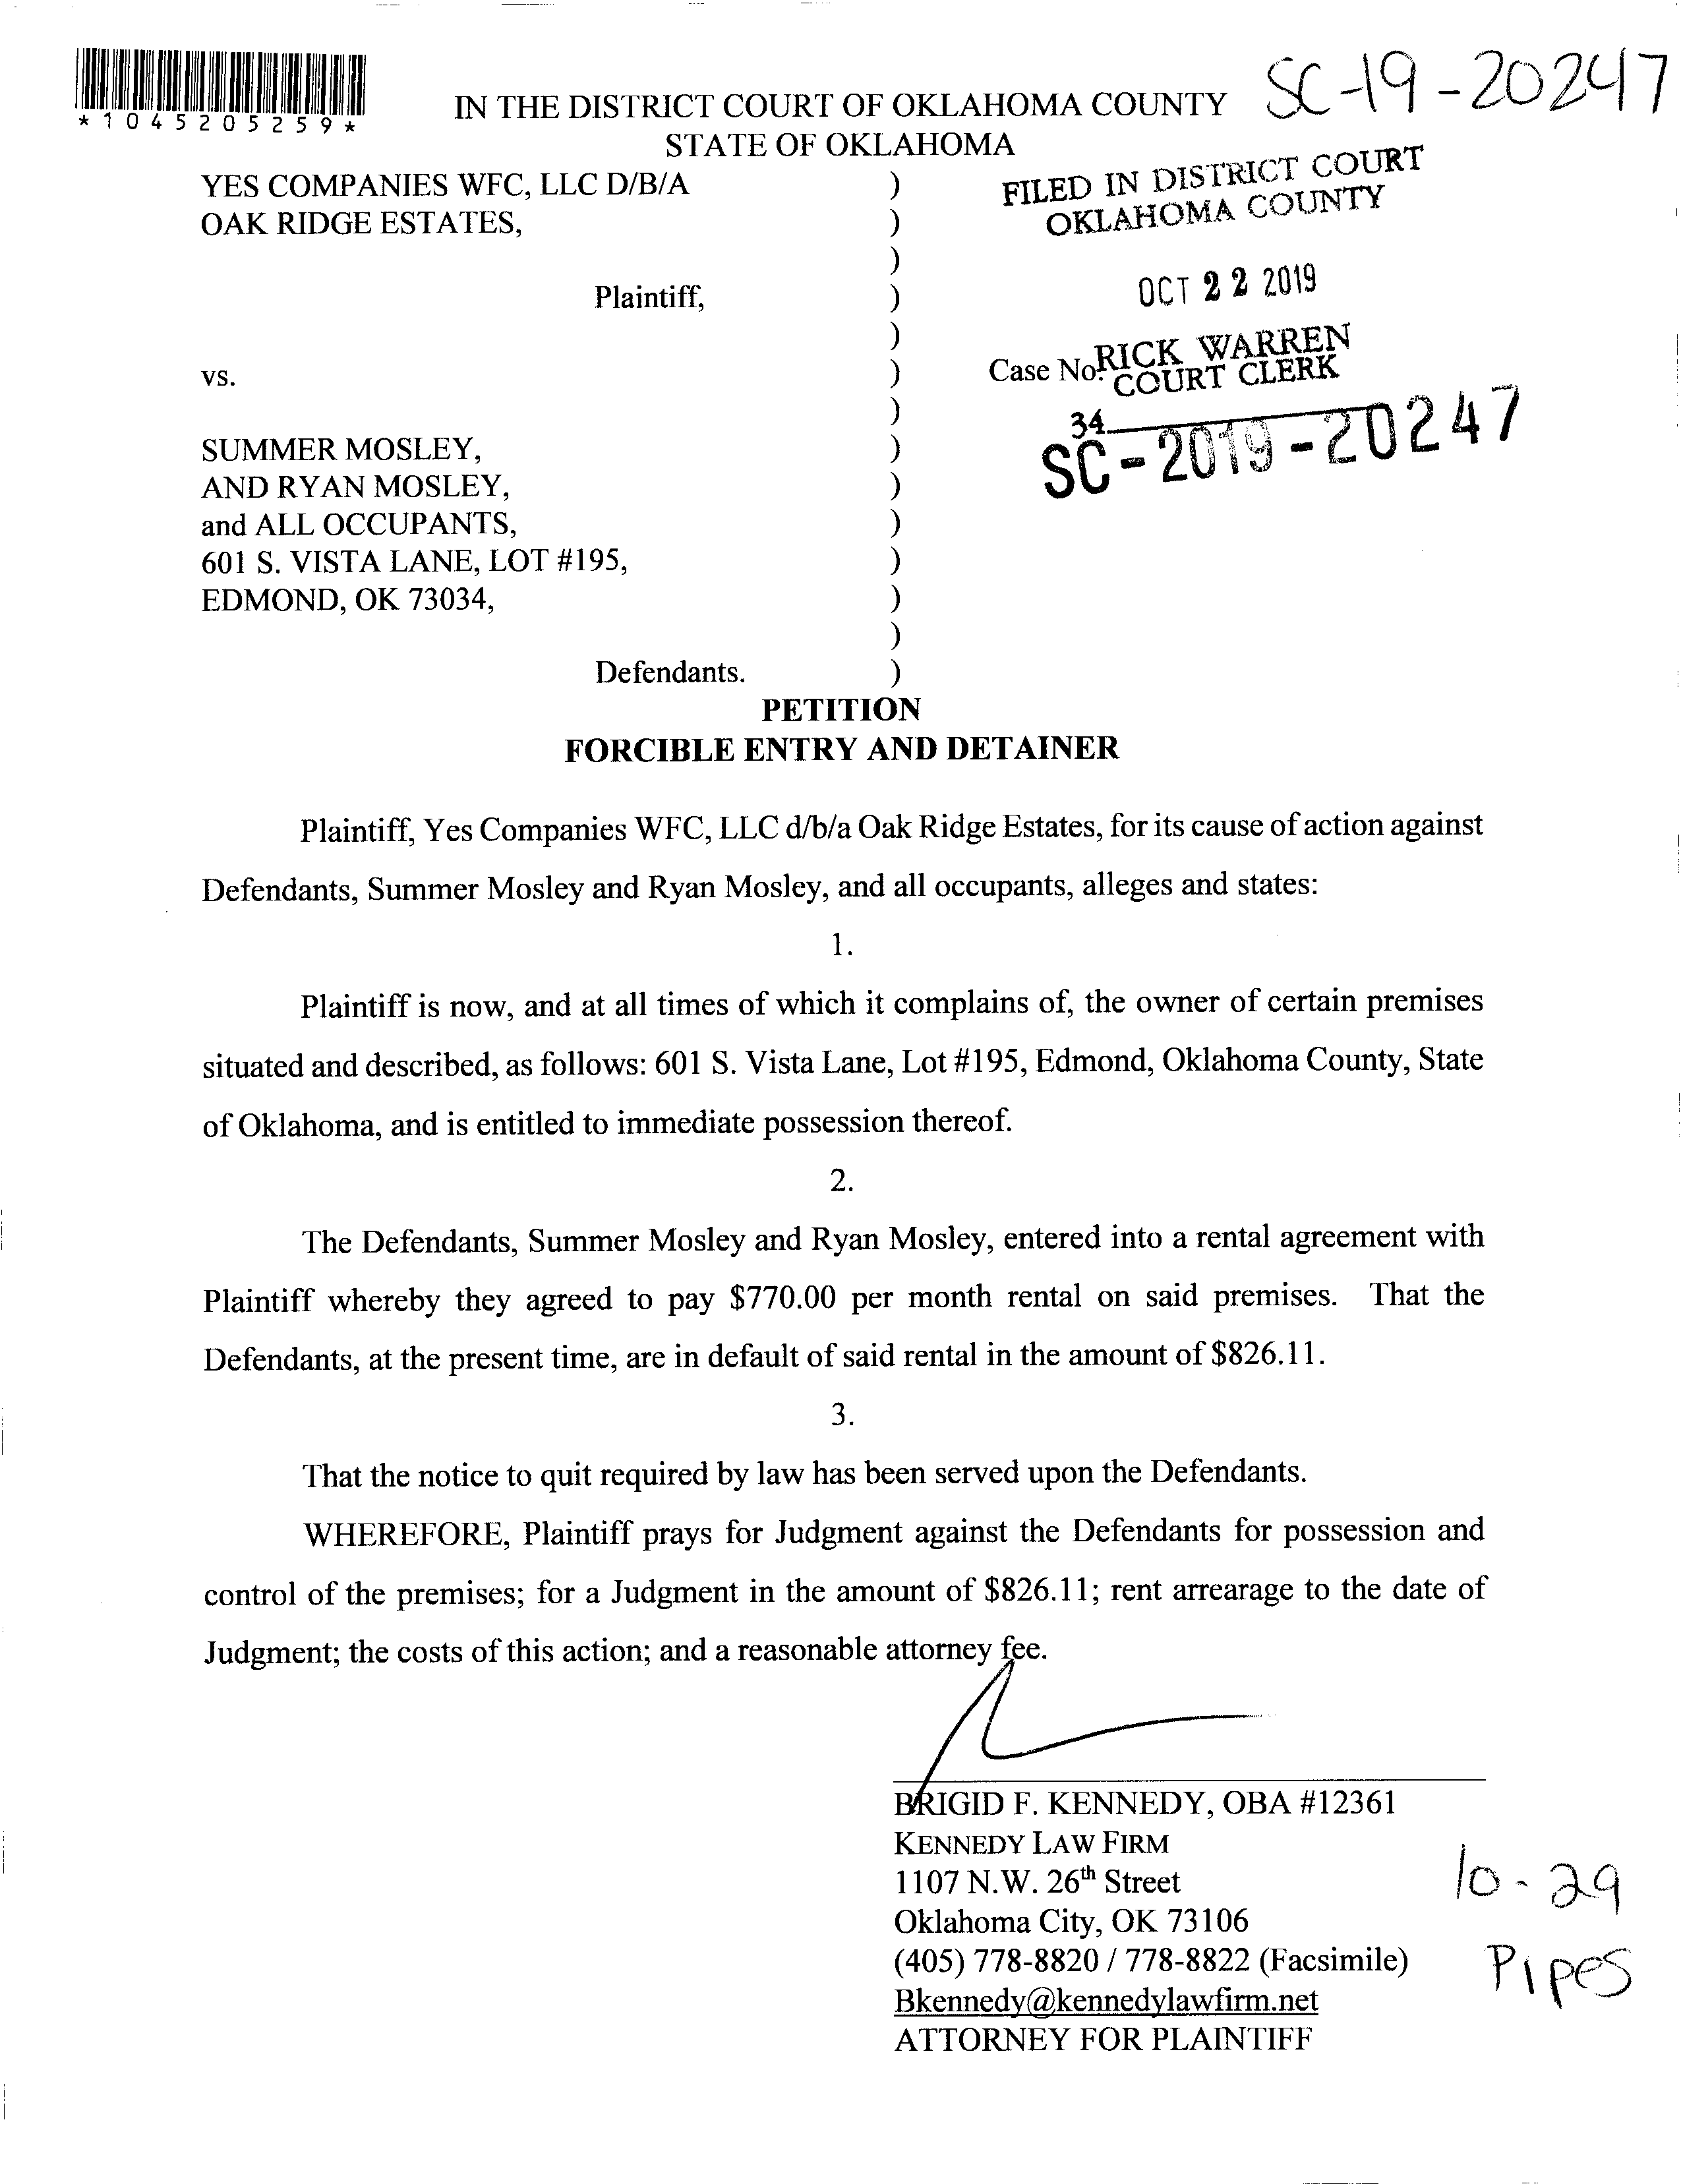 SC-19-20247
*1045205259*
IN THE DISTRICT COURT OF OKLAHOMA COUNTY
STATE OF OKLAHOMA
YES COMPANIES WFC, LLC D/B/A )
OAK RIDGE ESTATES, )
)
Plaintiff, )
)
vs. )
)
SUMMER MOSLEY, )
AND RYAN MOSLEY, )
and ALL OCCUPANTS, )
601 S. VISTA LANE, LOT #195, )
EDMOND, OK 73034, )
)
Defendants. )
FILED IN DISTRICT COURT
OKLAHOMA COUNTY
OCT 22 2019
RICK WARREN
Case No. COURT CLERK
34
SC-2019-20247
PETITION
FORCIBLE ENTRY AND DETAINER
Plaintiff, Yes Companies WFC, LLC d/b/a Oak Ridge Estates, for its cause of action against
Defendants, Summer Mosley and Ryan Mosley, and all occupants, alleges and states:
1.
Plaintiff is now, and at all times of which it complains of, the owner of certain premises
situated and described, as follows: 601 S. Vista Lane, Lot #195, Edmond, Oklahoma County, State
of Oklahoma, and is entitled to immediate possession thereof.
2.
The Defendants, Summer Mosley and Ryan Mosley, entered into a rental agreement with
Plaintiff whereby they agreed to pay $770.00 per month rental on said premises. That the
Defendants, at the present time, are in default of said rental in the amount of $826.11.
3.
That the notice to quit required by law has been served upon the Defendants.
WHEREFORE, Plaintiff prays for Judgment against the Defendants for possession and
control of the premises; for a Judgment in the amount of $826.11; rent arrearage to the date of
Judgment; the costs of this action; and a reasonable attorney fee.
BRIGID F. KENNEDY, OBA #12361
KENNEDY LAW FIRM
1107 N.W. 26th Street
Oklahoma City, OK 73106
(405) 778-8820 / 778-8822 (Facsimile)
Bkennedy@kennedylawfirm.net
ATTORNEY FOR PLAINTIFF
10-29
Pipes